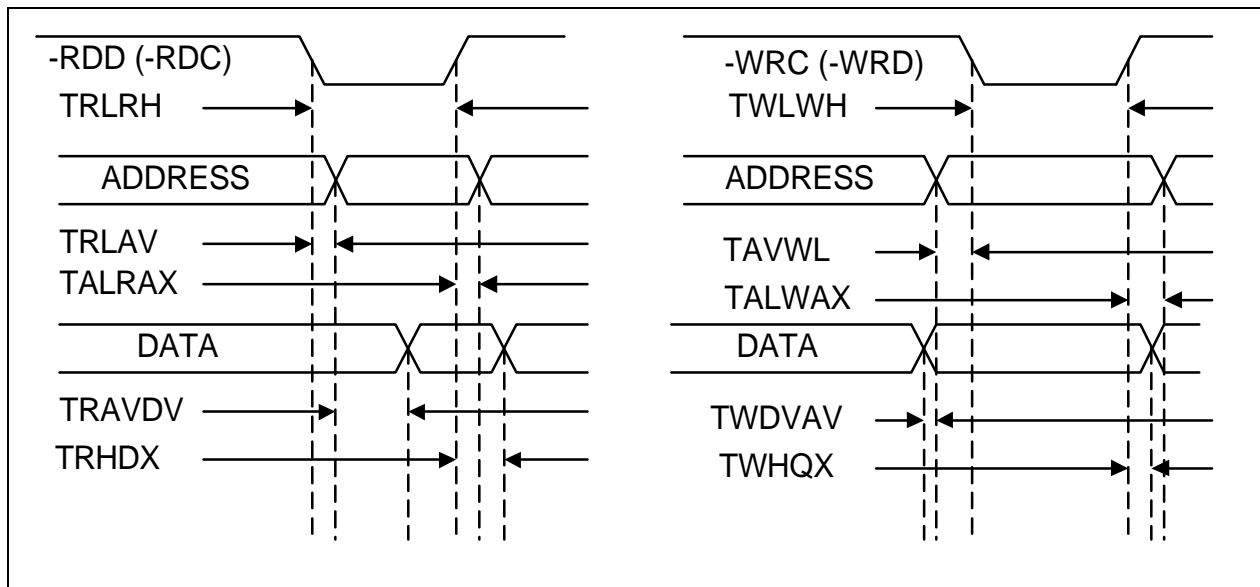 -RDD (-RDC)
TRLRH
ADDRESS
TRLAV
TALRAX
DATA
TRAVDV
TRHDX
-WRC (-WRD)
TWLWH
ADDRESS
TAVWL
TALWAX
DATA
TWDVAV
TWHQX